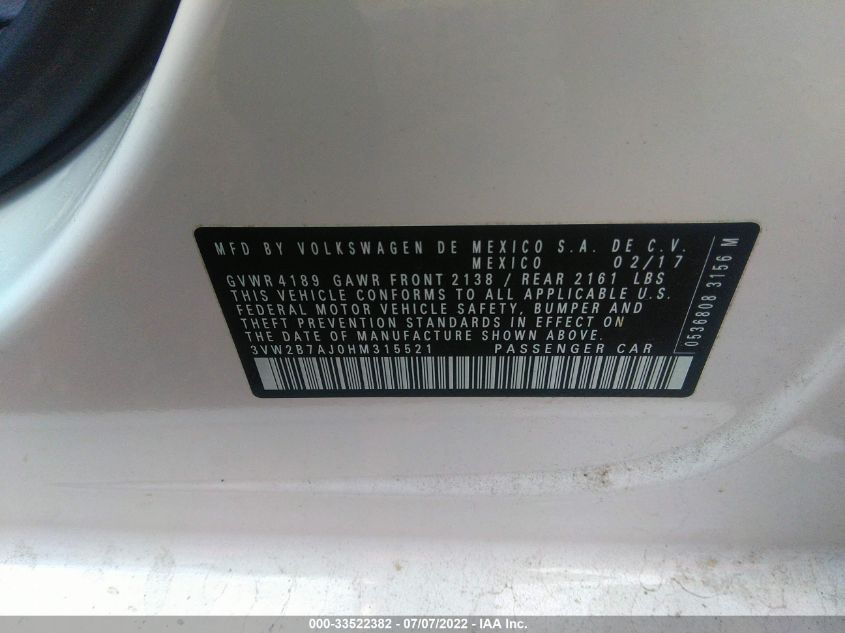 MFD BY VOLKSWAGEN DE MEXICO S.A. DE C.V.
MEXICO 02/17
GVWR 4189 GAWR FRONT 2138 / REAR 2161 LBS
THIS VEHICLE CONFORMS TO ALL APPLICABLE U.S.
FEDERAL MOTOR VEHICLE SAFETY, BUMPER AND
THEFT PREVENTION STANDARDS IN EFFECT ON
THE DATE OF MANUFACTURE SHOWN ABOVE.
3VW2B7AJ0HM315521 PASSENGER CAR
0536808 3156 M
000-33522382 - 07/07/2022 - IAA Inc.